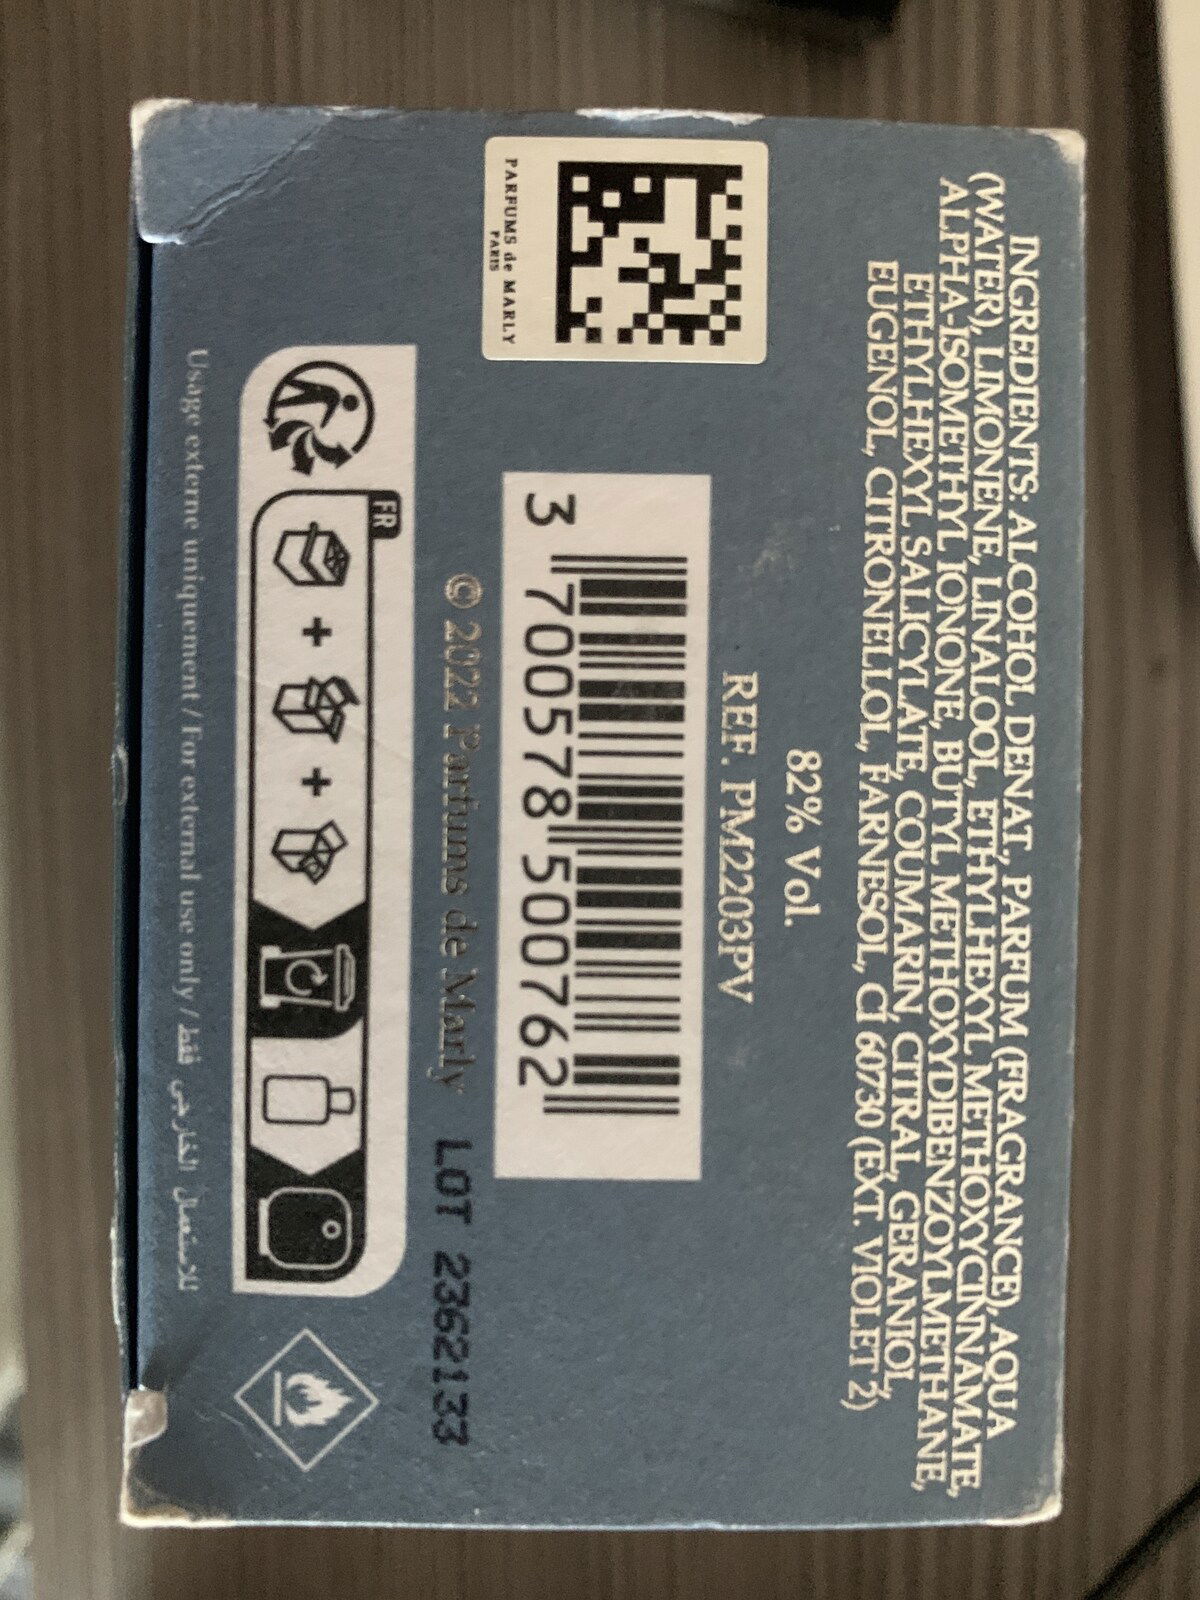 INGREDIENTS: ALCOHOL DENAT., PARFUM (FRAGRANCE), AQUA
(WATER), LIMONENE, LINALOOL, ETHYLHEXYL METHOXYCINNAMATE,
ALPHA-ISOMETHYL IONONE, BUTYL METHOXYDIBENZOYLMETHANE,
ETHYLHEXYL SALICYLATE, COUMARIN, CITRAL, GERANIOL,
EUGENOL, CITRONELLOL, FARNESOL, CI 60730 (EXT. VIOLET 2)
82% Vol.
REF. PM2203PV
PARFUMS de MARLY
PARIS
3 700578 500762
© 2022 Parfums de Marly
LOT 2362133
FR
Usage externe uniquement / For external use only / للاستعمال الخارجي فقط